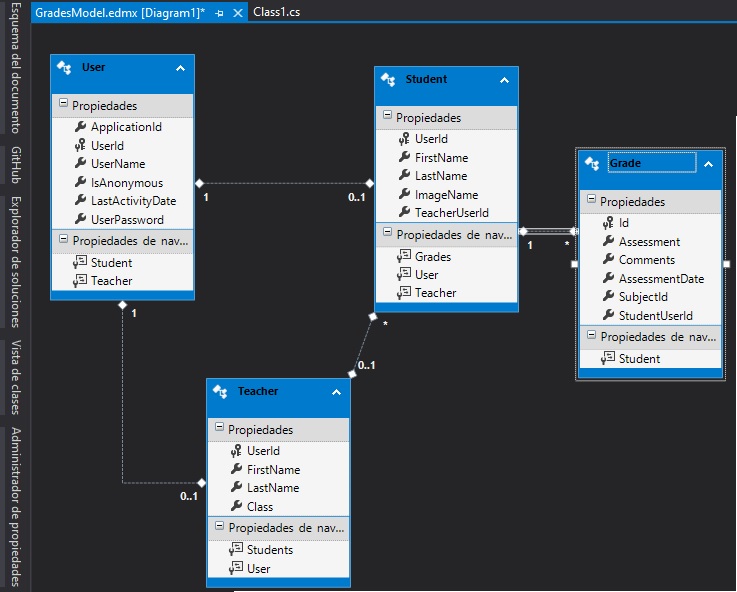 GradesModel.edmx [Diagram1]*
Class1.cs
Esquema del documento
GitHub
Explorador de soluciones
Vista de clases
Administrador de propiedades
User
Propiedades
ApplicationId
UserId
UserName
IsAnonymous
LastActivityDate
UserPassword
Propiedades de nav...
Student
Teacher
1
0..1
1
0..1
Student
Propiedades
UserId
FirstName
LastName
ImageName
TeacherUserId
Propiedades de nav...
Grades
User
Teacher
1
*
*
0..1
Grade
Propiedades
Id
Assessment
Comments
AssessmentDate
SubjectId
StudentUserId
Propiedades de nav...
Student
Teacher
Propiedades
UserId
FirstName
LastName
Class
Propiedades de nav...
Students
User